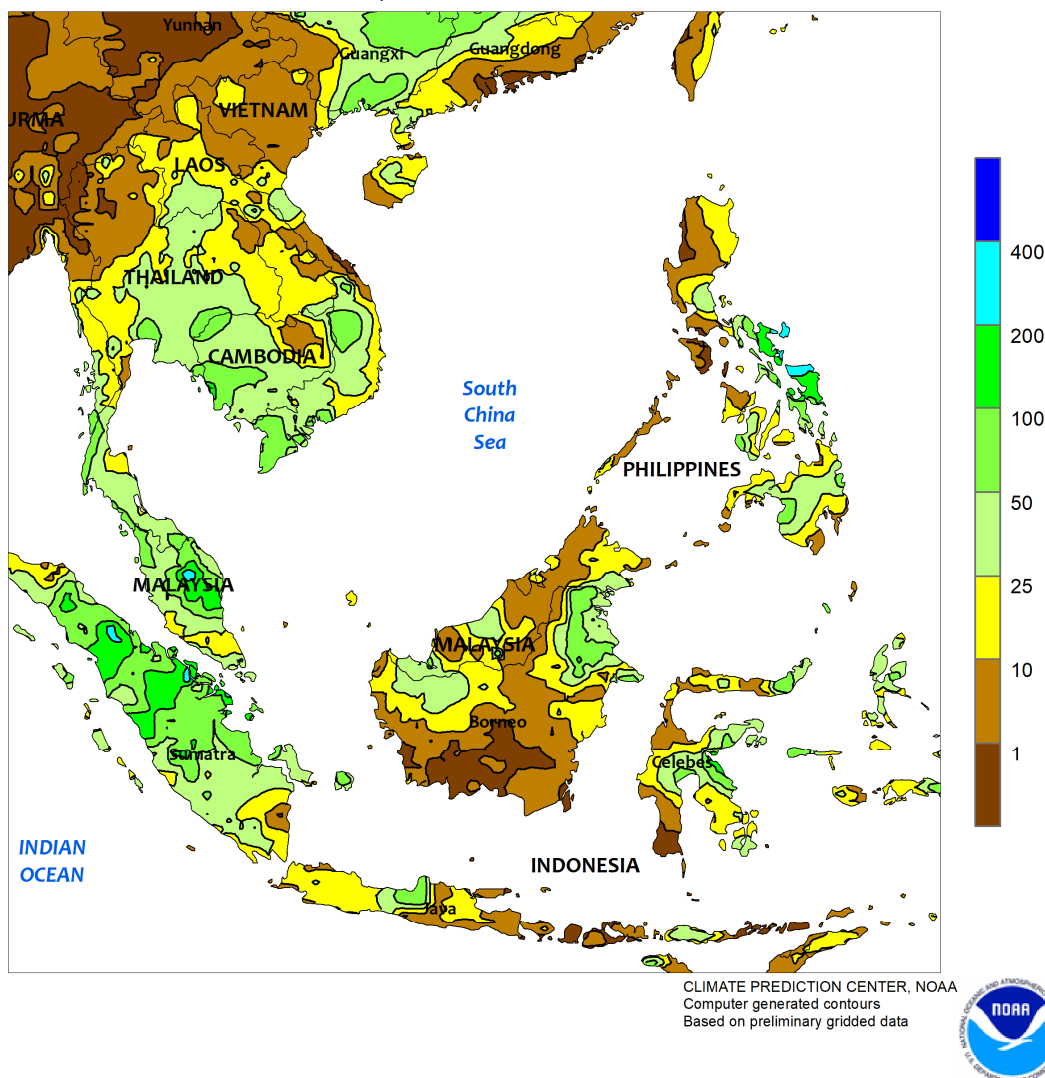 Yunnan
Guangxi
Guangdong
URMA
VIETNAM
LAOS
THAILAND
CAMBODIA
South
China
Sea
PHILIPPINES
MALAYSIA
MALAYSIA
Borneo
Sumatra
Celebes
INDIAN
OCEAN
INDONESIA
Java
400
200
100
50
25
10
1
CLIMATE PREDICTION CENTER, NOAA
Computer generated contours
Based on preliminary gridded data
NOAA